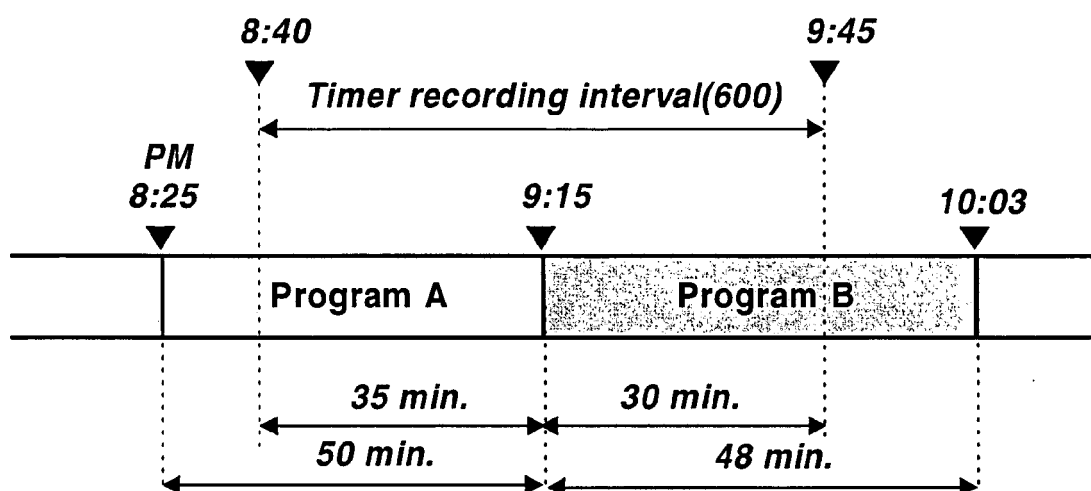 8:40 9:45
Timer recording interval(600)
PM
8:25 9:15 10:03
Program A Program B
35 min. 30 min.
50 min. 48 min.